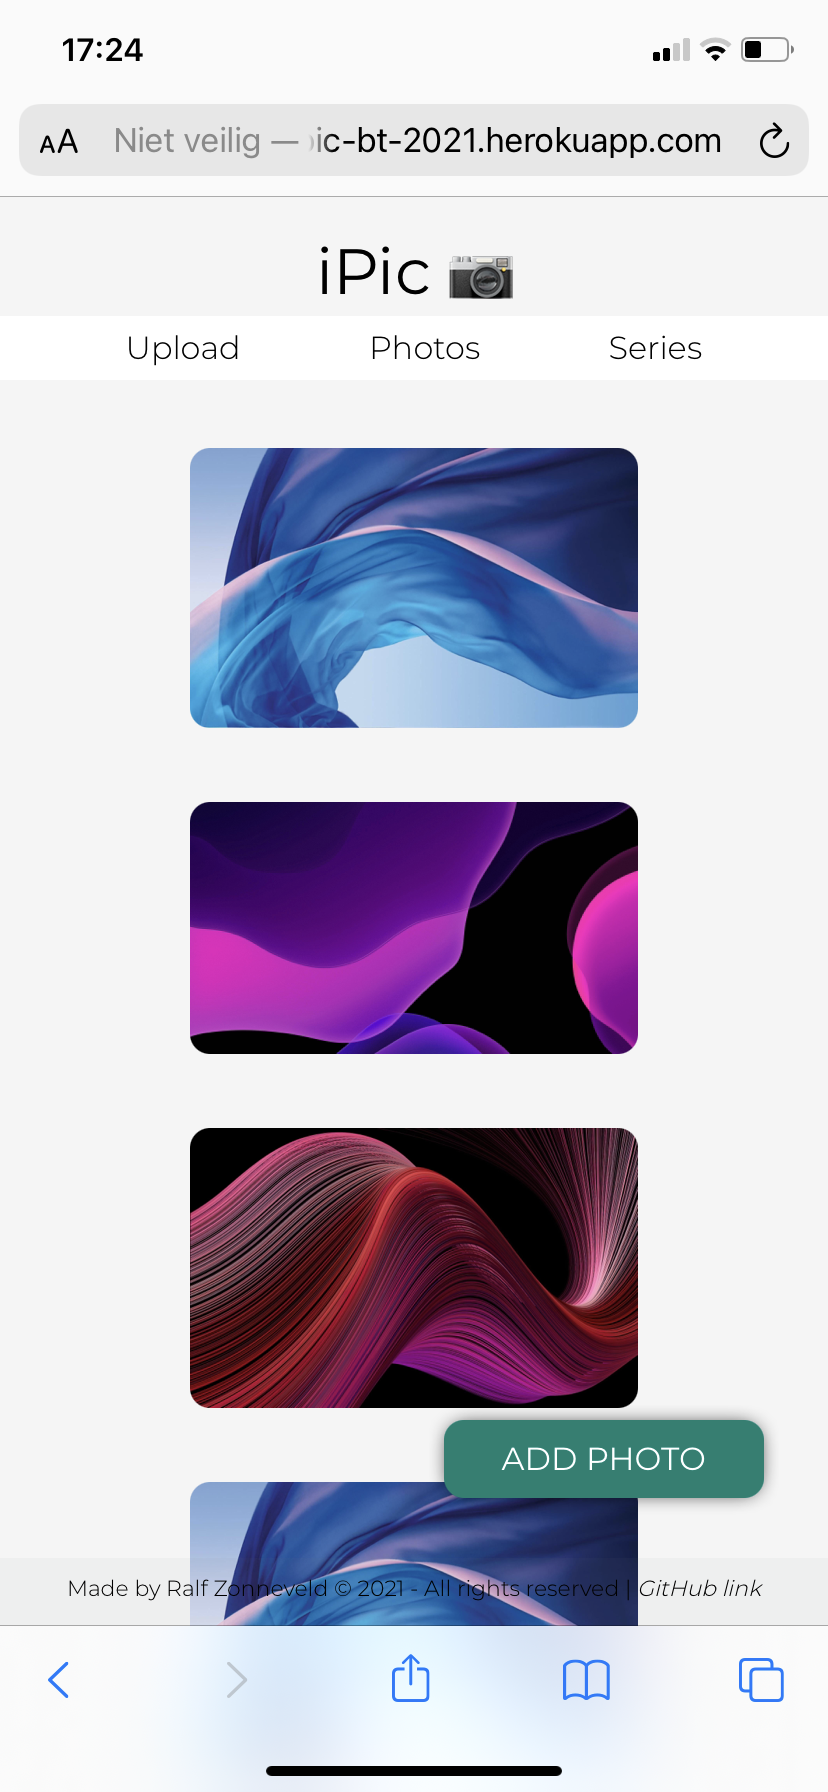 17:24
AA Niet veilig — ic-bt-2021.herokuapp.com
iPic
Upload Photos Series
ADD PHOTO
Made by Ralf Zonneveld © 2021 - All rights reserved | GitHub link